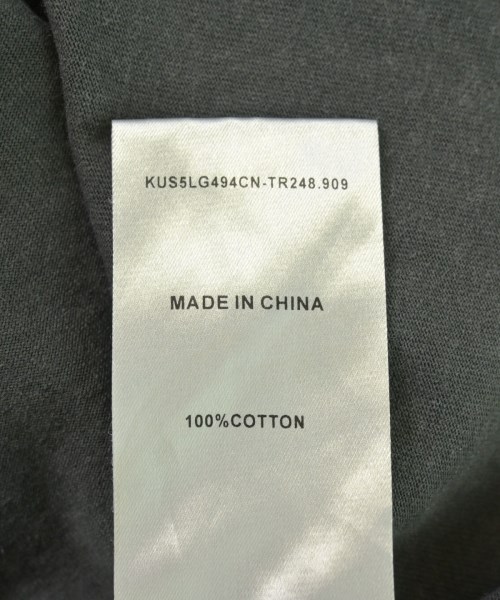 KUS5LG494CN-TR248.909
MADE IN CHINA
100%COTTON